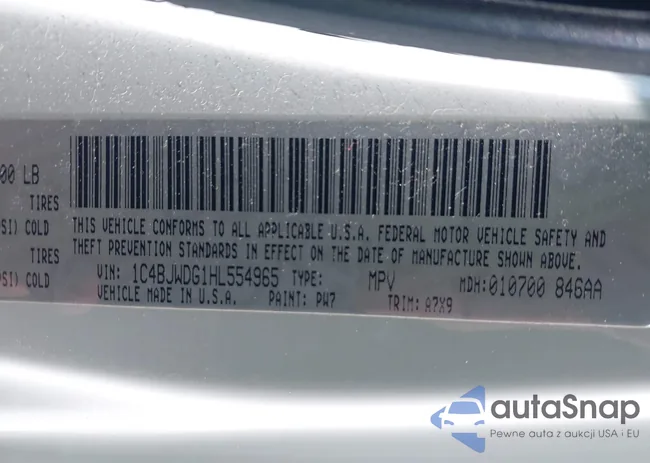 00 LB
TIRES
SI) COLD
TIRES
SI) COLD
THIS VEHICLE CONFORMS TO ALL APPLICABLE U.S.A. FEDERAL MOTOR VEHICLE SAFETY AND
THEFT PREVENTION STANDARDS IN EFFECT ON THE DATE OF MANUFACTURE SHOWN ABOVE.
VIN: 1C4BJWDG1HL554965 TYPE: MPV MDH: 010700 846AA
VEHICLE MADE IN U.S.A. PAINT: PW7 TRIM: A7X9
autaSnap
Pewne auta z aukcji USA i EU